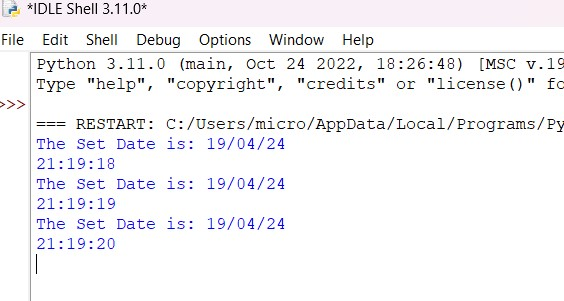 *IDLE Shell 3.11.0*
File Edit Shell Debug Options Window Help
Python 3.11.0 (main, Oct 24 2022, 18:26:48) [MSC v.19
Type "help", "copyright", "credits" or "license()" fo
>>>
=== RESTART: C:/Users/micro/AppData/Local/Programs/Py
The Set Date is: 19/04/24
21:19:18
The Set Date is: 19/04/24
21:19:19
The Set Date is: 19/04/24
21:19:20